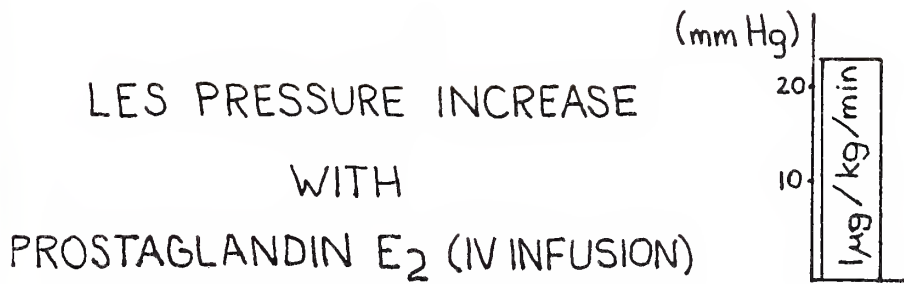 (mm Hg)
20
LES PRESSURE INCREASE
WITH
10
PROSTAGLANDIN E₂ (IV INFUSION)
1µg/kg/min